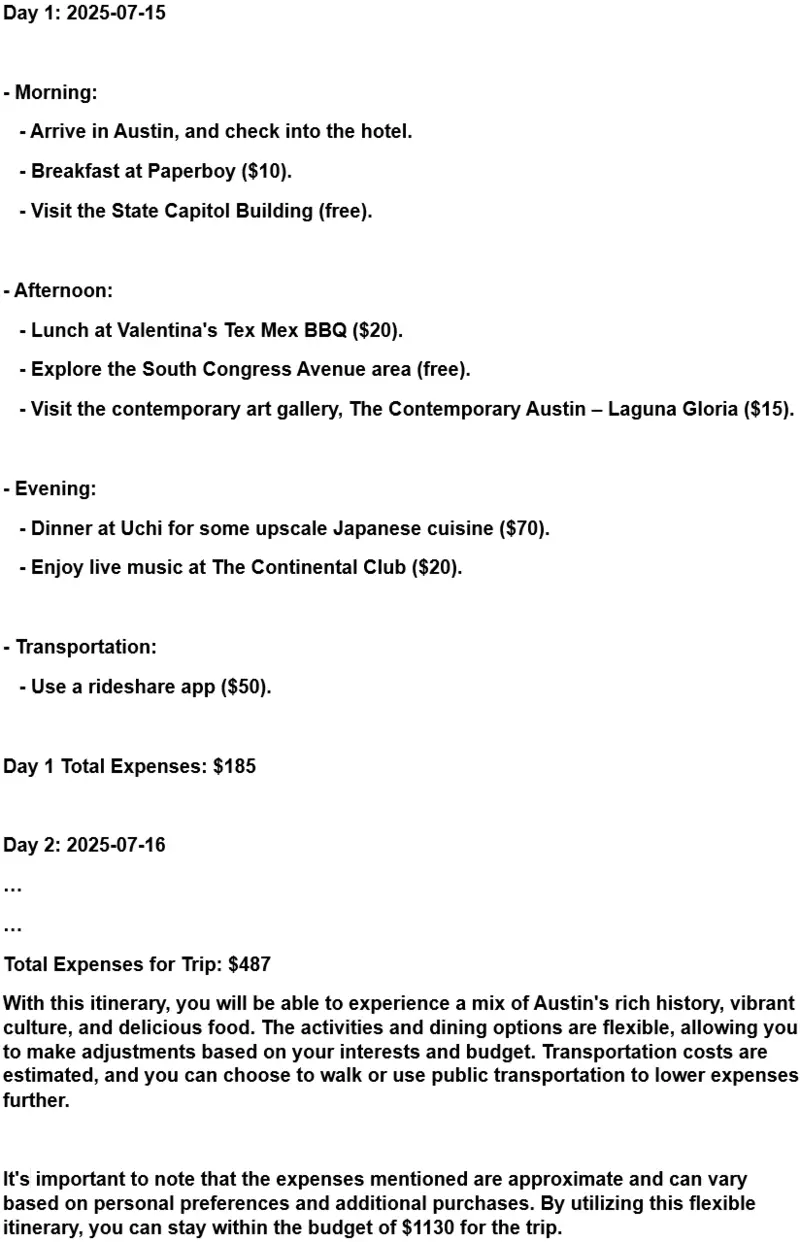 Day 1: 2025-07-15
- Morning:
- Arrive in Austin, and check into the hotel.
- Breakfast at Paperboy ($10).
- Visit the State Capitol Building (free).
- Afternoon:
- Lunch at Valentina's Tex Mex BBQ ($20).
- Explore the South Congress Avenue area (free).
- Visit the contemporary art gallery, The Contemporary Austin – Laguna Gloria ($15).
- Evening:
- Dinner at Uchi for some upscale Japanese cuisine ($70).
- Enjoy live music at The Continental Club ($20).
- Transportation:
- Use a rideshare app ($50).
Day 1 Total Expenses: $185
Day 2: 2025-07-16
...
...
Total Expenses for Trip: $487
With this itinerary, you will be able to experience a mix of Austin's rich history, vibrant
culture, and delicious food. The activities and dining options are flexible, allowing you
to make adjustments based on your interests and budget. Transportation costs are
estimated, and you can choose to walk or use public transportation to lower expenses
further.
It's important to note that the expenses mentioned are approximate and can vary
based on personal preferences and additional purchases. By utilizing this flexible
itinerary, you can stay within the budget of $1130 for the trip.